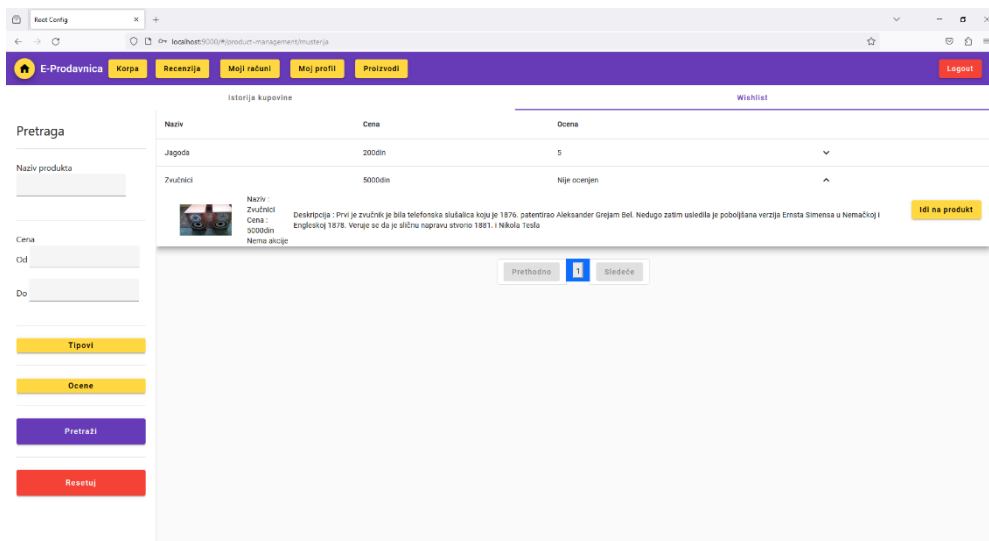 Root Config
localhost:9000/#/product-management/musterija
E-Prodavnica Korpa Recenzija Moji računi Moj profil Proizvodi Logout
Istorija kupovine Wishlist
Pretraga
Naziv produkta
Cena
Od
Do
Tipovi
Ocene
Pretraži
Resetuj
Naziv Cena Ocena
Jagoda 200din 5
Zvučnici 5000din Nije ocenjen
Naziv :
Zvučnici
Cena :
5000din
Nema akcije
Deskripcija : Prvi je zvučnik je bila telefonska slušalica koju je 1876. patentirao Aleksander Grejam Bel. Nedugo zatim usledila je poboljšana verzija Ernsta Simensa u Nemačkoj i
Engleskoj 1878. Veruje se da je sličnu napravu stvorio 1881. i Nikola Tesla
Idi na produkt
Prethodno 1 Sledeće